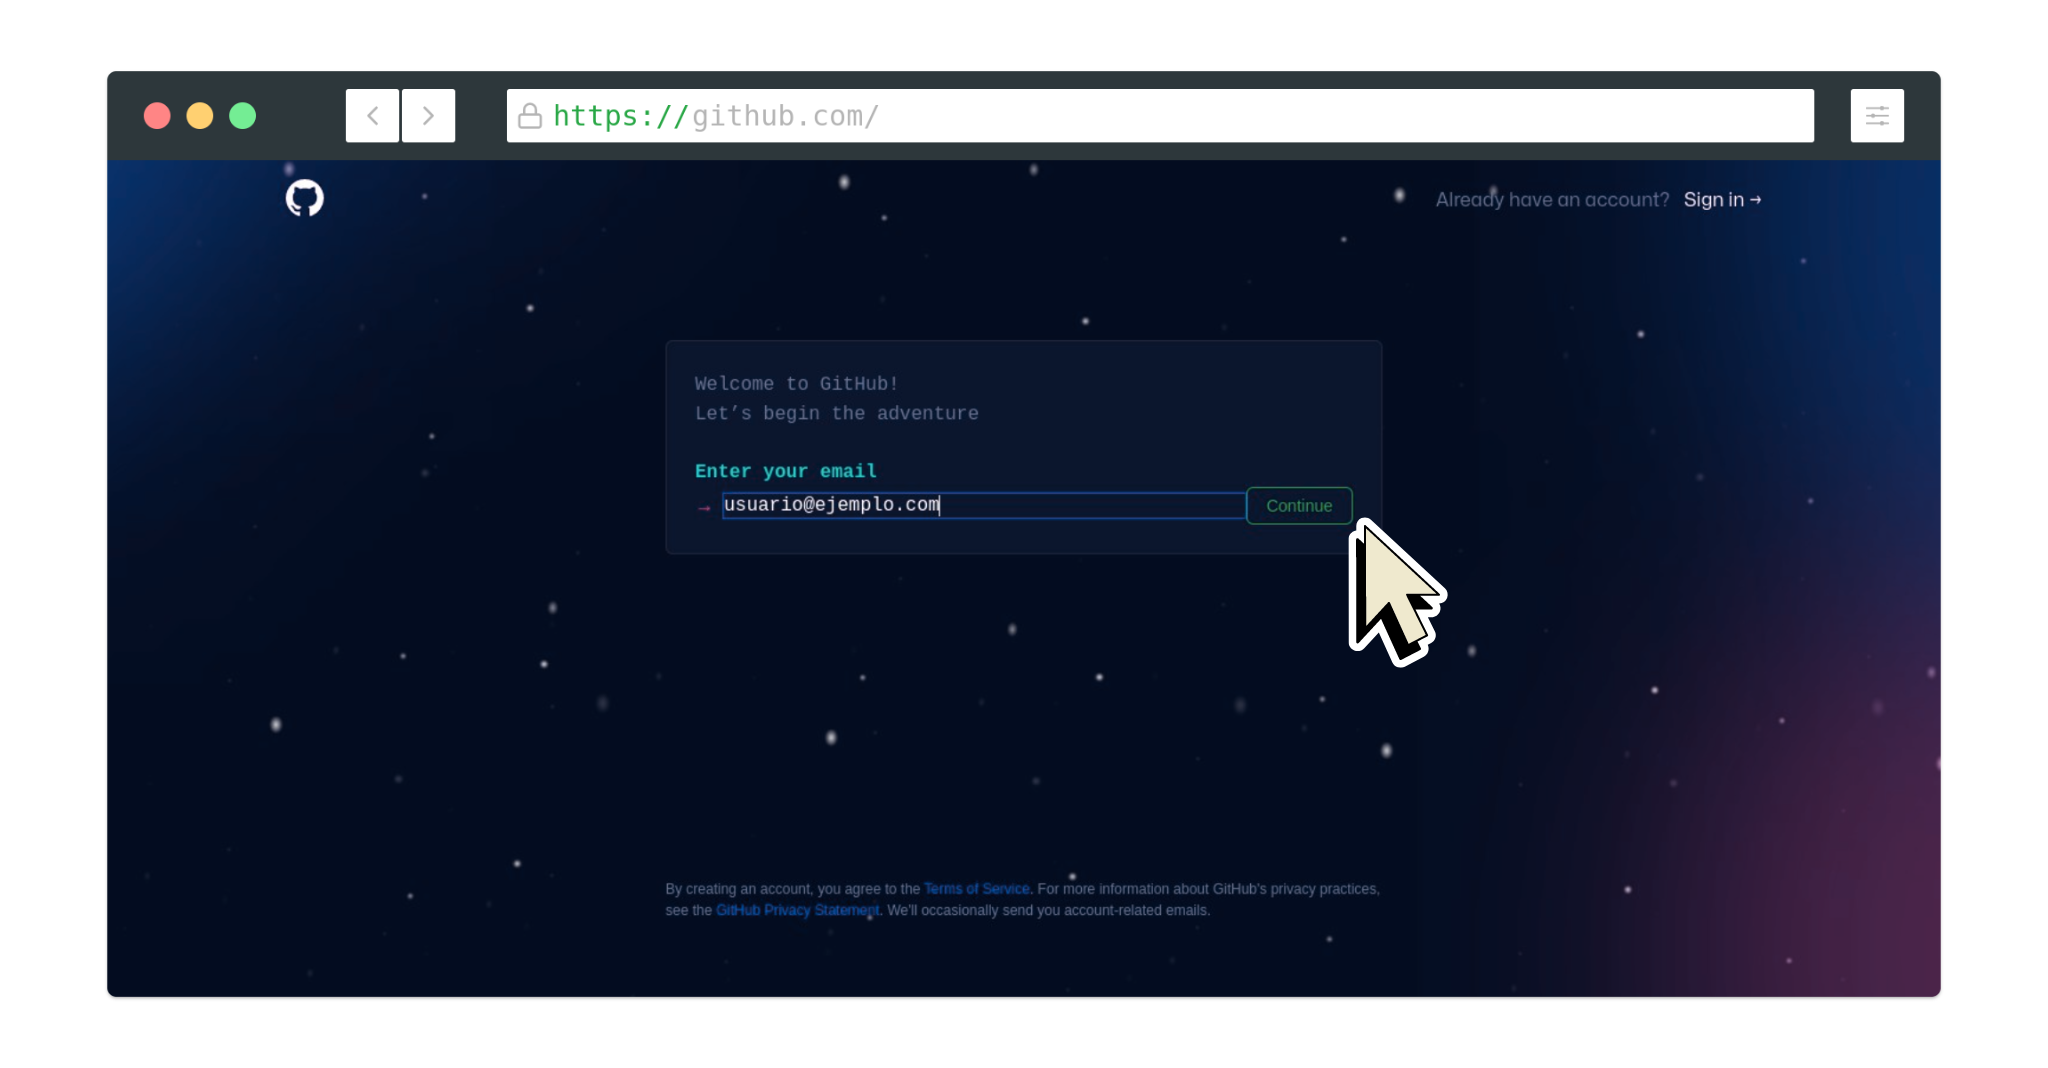 https://github.com/
Already have an account? Sign in →
Welcome to GitHub!
Let’s begin the adventure
Enter your email
→ usuario@ejemplo.com Continue
By creating an account, you agree to the Terms of Service. For more information about GitHub's privacy practices,
see the GitHub Privacy Statement. We'll occasionally send you account-related emails.